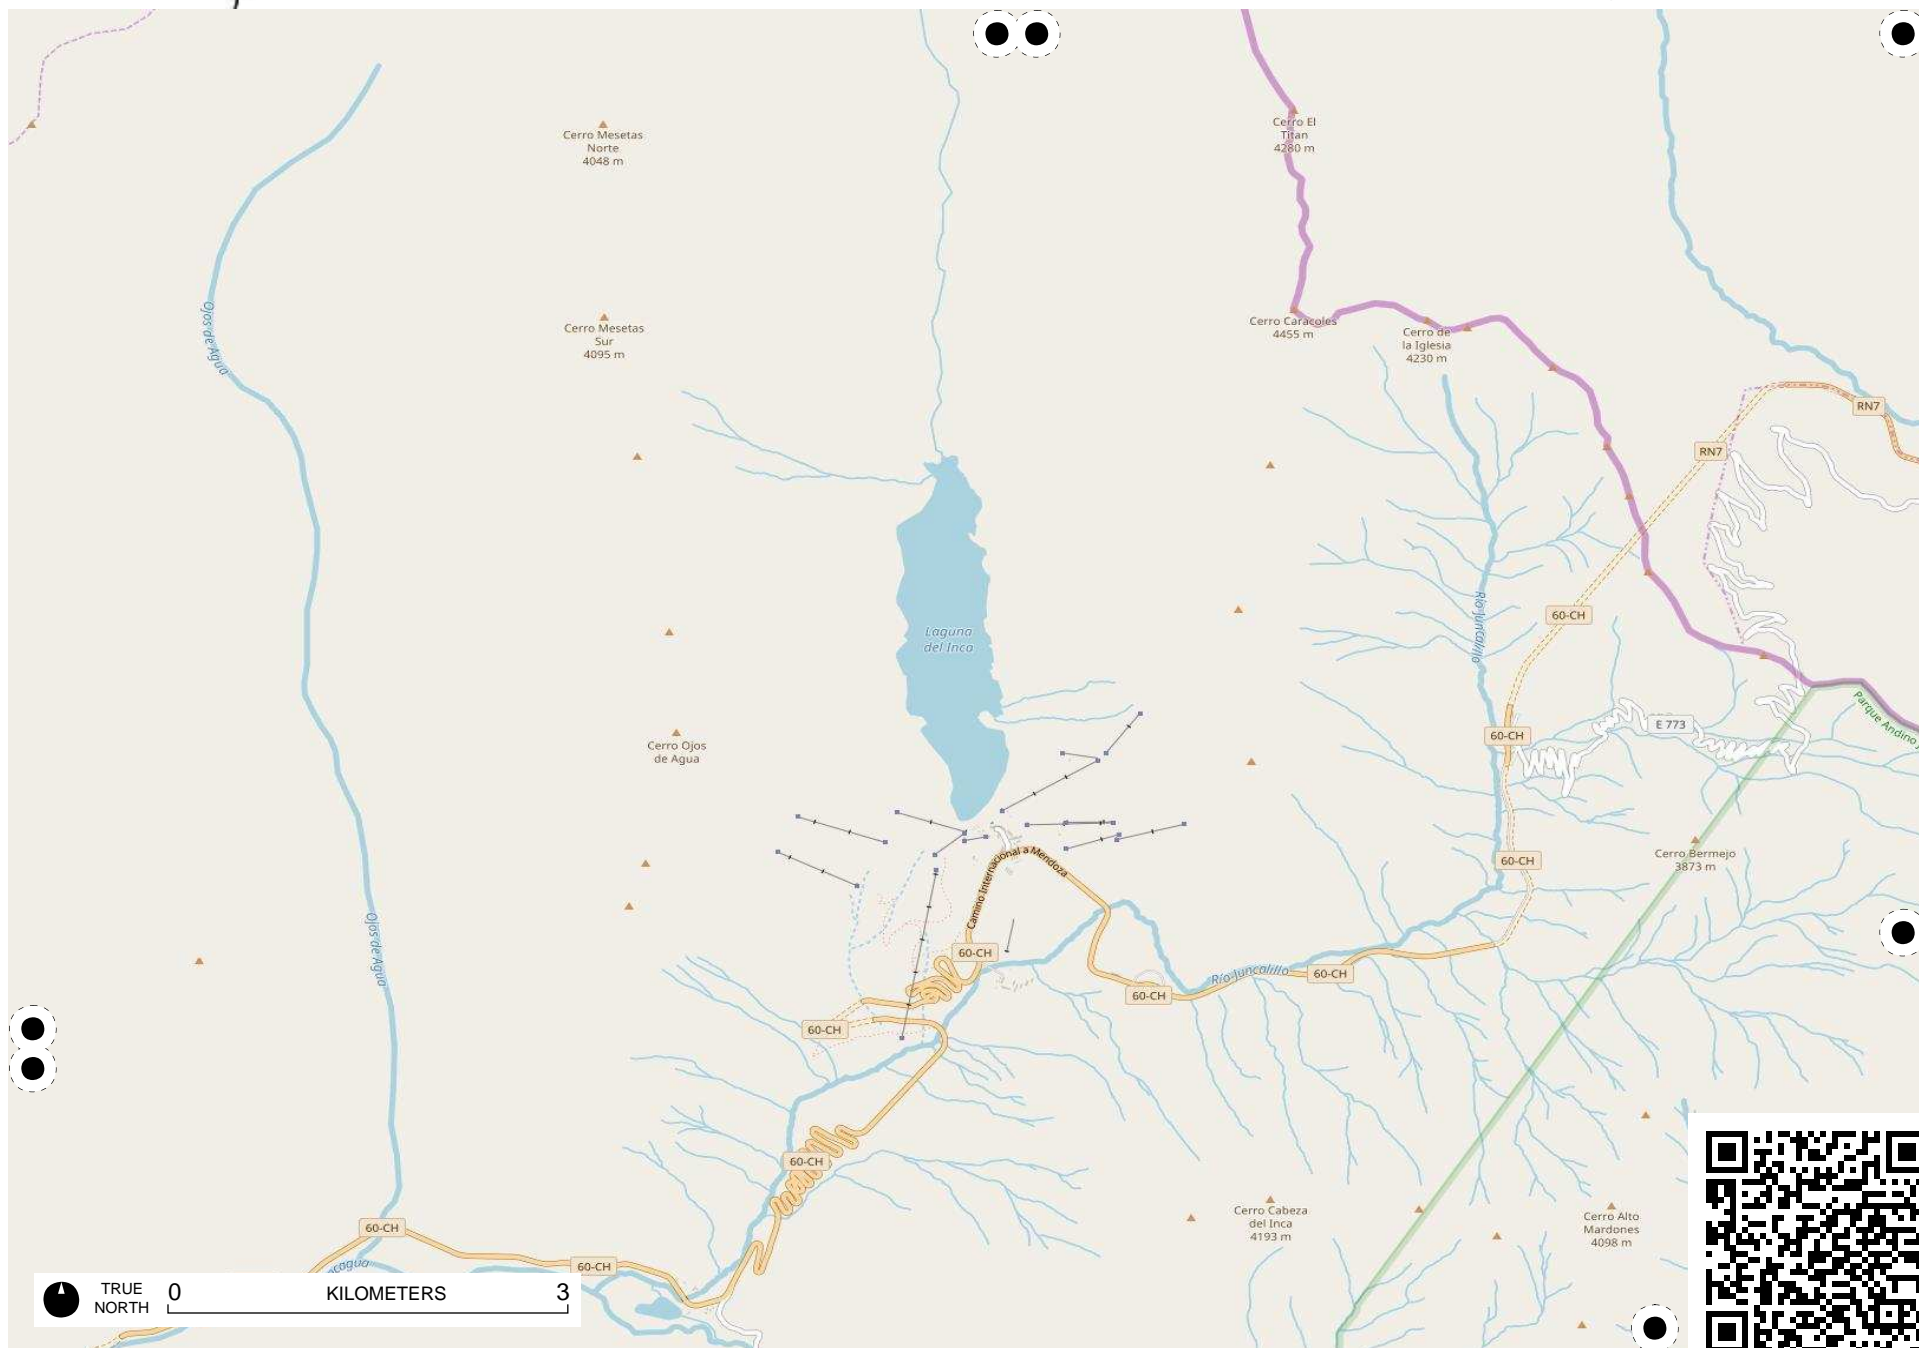 Cerro Mesetas
Norte
4048 m
Cerro El
Titan
4280 m
Ojos de Agua
Cerro Mesetas
Sur
4095 m
Cerro Caracoles
4455 m
Cerro de
la Iglesia
4230 m
RN7
RN7
Laguna
del Inca
Río Juncalillo
60-CH
Cerro Ojos
de Agua
60-CH
E 773
Parque Andino
Camino Internacional a Mendoza
60-CH
Cerro Bermejo
3873 m
Ojos de Agua
60-CH
Río Juncalillo
60-CH
60-CH
60-CH
60-CH
Cerro Cabeza
del Inca
4193 m
Cerro Alto
Mardones
4098 m
60-CH
60-CH
TRUE
NORTH
0
KILOMETERS
3